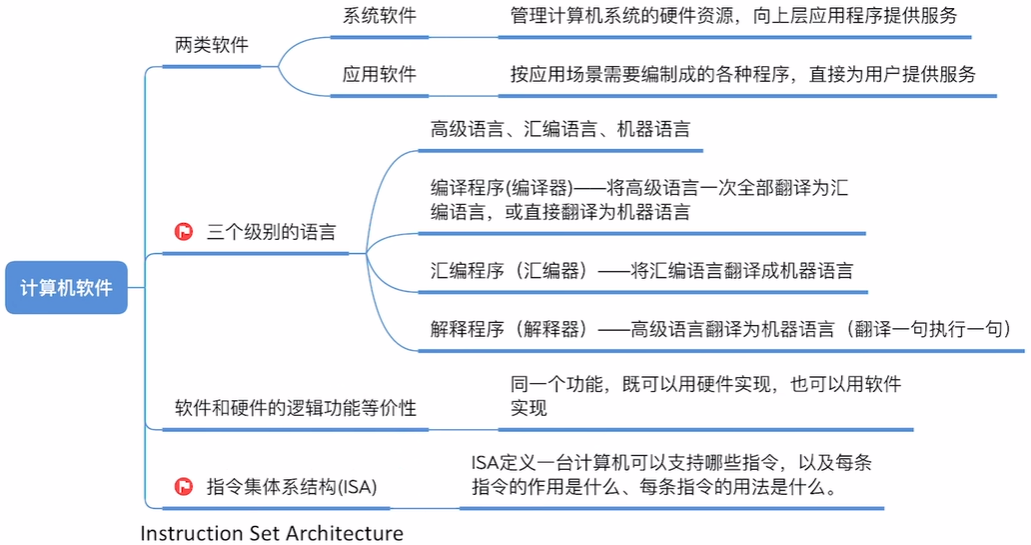 系统软件
管理计算机系统的硬件资源，向上层应用程序提供服务
两类软件
应用软件
按应用场景需要编制成的各种程序，直接为用户提供服务
高级语言、汇编语言、机器语言
编译程序(编译器)——将高级语言一次全部翻译为汇
编语言，或直接翻译为机器语言
三个级别的语言
汇编程序（汇编器）——将汇编语言翻译成机器语言
计算机软件
解释程序（解释器）——高级语言翻译为机器语言（翻译一句执行一句）
同一个功能，既可以用硬件实现，也可以用软件
实现
软件和硬件的逻辑功能等价性
ISA定义一台计算机可以支持哪些指令，以及每条
指令的作用是什么、每条指令的用法是什么。
指令集体系结构(ISA)
Instruction Set Architecture